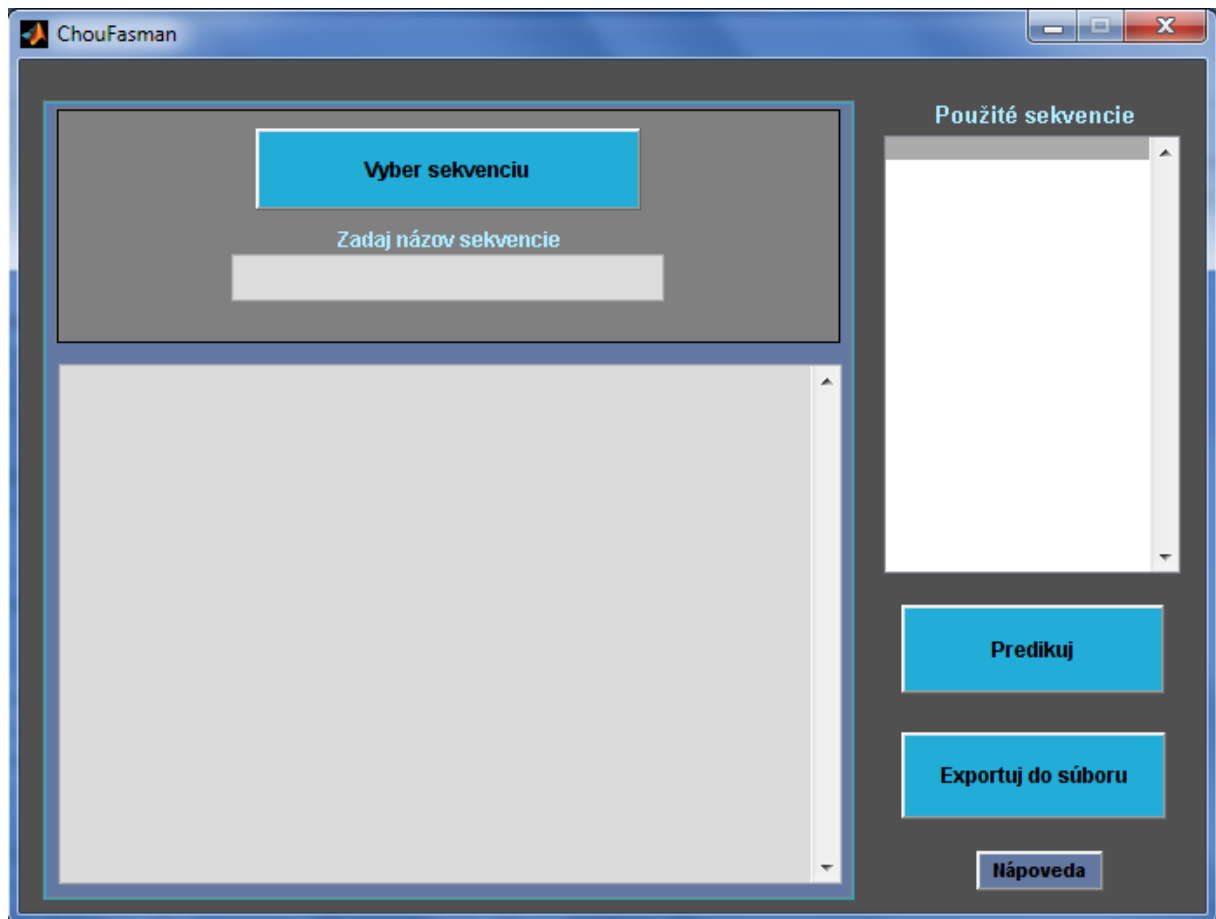 ChouFasman
Vyber sekvenciu
Zadaj názov sekvencie
Použité sekvencie
Predikuj
Exportuj do súboru
Nápoveda